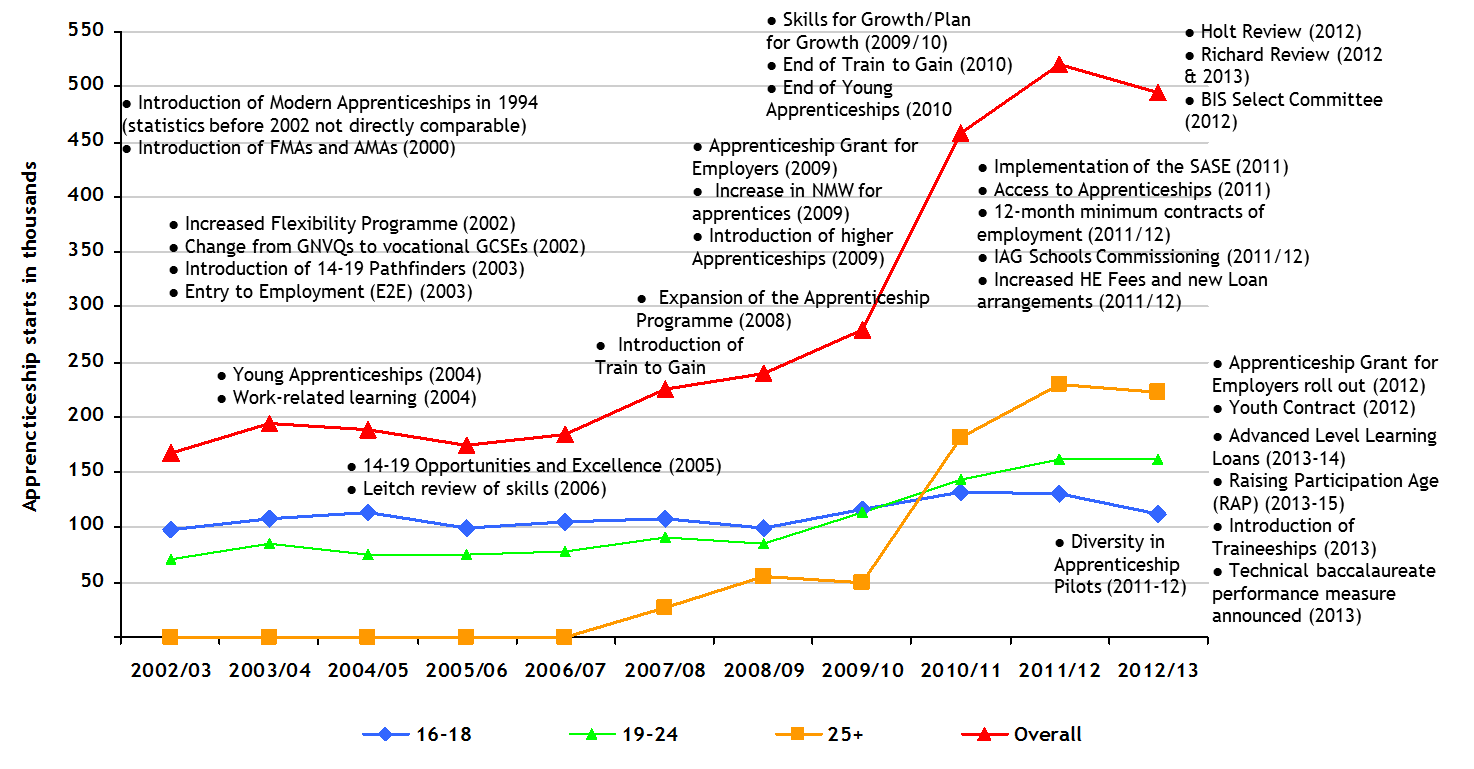 550
500
450
400
350
300
250
200
150
100
50
Apprencticeship starts in thousands
● Introduction of Modern Apprenticeships in 1994
(statistics before 2002 not directly comparable)
● Introduction of FMAs and AMAs (2000)
● Increased Flexibility Programme (2002)
● Change from GNVQs to vocational GCSEs (2002)
● Introduction of 14-19 Pathfinders (2003)
● Entry to Employment (E2E) (2003)
● Young Apprenticeships (2004)
● Work-related learning (2004)
● 14-19 Opportunities and Excellence (2005)
● Leitch review of skills (2006)
● Introduction of
Train to Gain
● Expansion of the Apprenticeship
Programme (2008)
● Apprenticeship Grant for
Employers (2009)
● Increase in NMW for
apprentices (2009)
● Introduction of higher
Apprenticeships (2009)
● Skills for Growth/Plan
for Growth (2009/10)
● End of Train to Gain (2010)
● End of Young
Apprenticeships (2010
● Implementation of the SASE (2011)
● Access to Apprenticeships (2011)
● 12-month minimum contracts of
employment (2011/12)
● IAG Schools Commissioning (2011/12)
● Increased HE Fees and new Loan
arrangements (2011/12)
● Diversity in
Apprenticeship
Pilots (2011-12)
● Holt Review (2012)
● Richard Review (2012
& 2013)
● BIS Select Committee
(2012)
● Apprenticeship Grant for
Employers roll out (2012)
● Youth Contract (2012)
● Advanced Level Learning
Loans (2013-14)
● Raising Participation Age
(RAP) (2013-15)
● Introduction of
Traineeships (2013)
● Technical baccalaureate
performance measure
announced (2013)
2002/03 2003/04 2004/05 2005/06 2006/07 2007/08 2008/09 2009/10 2010/11 2011/12 2012/13
16-18 19-24 25+ Overall